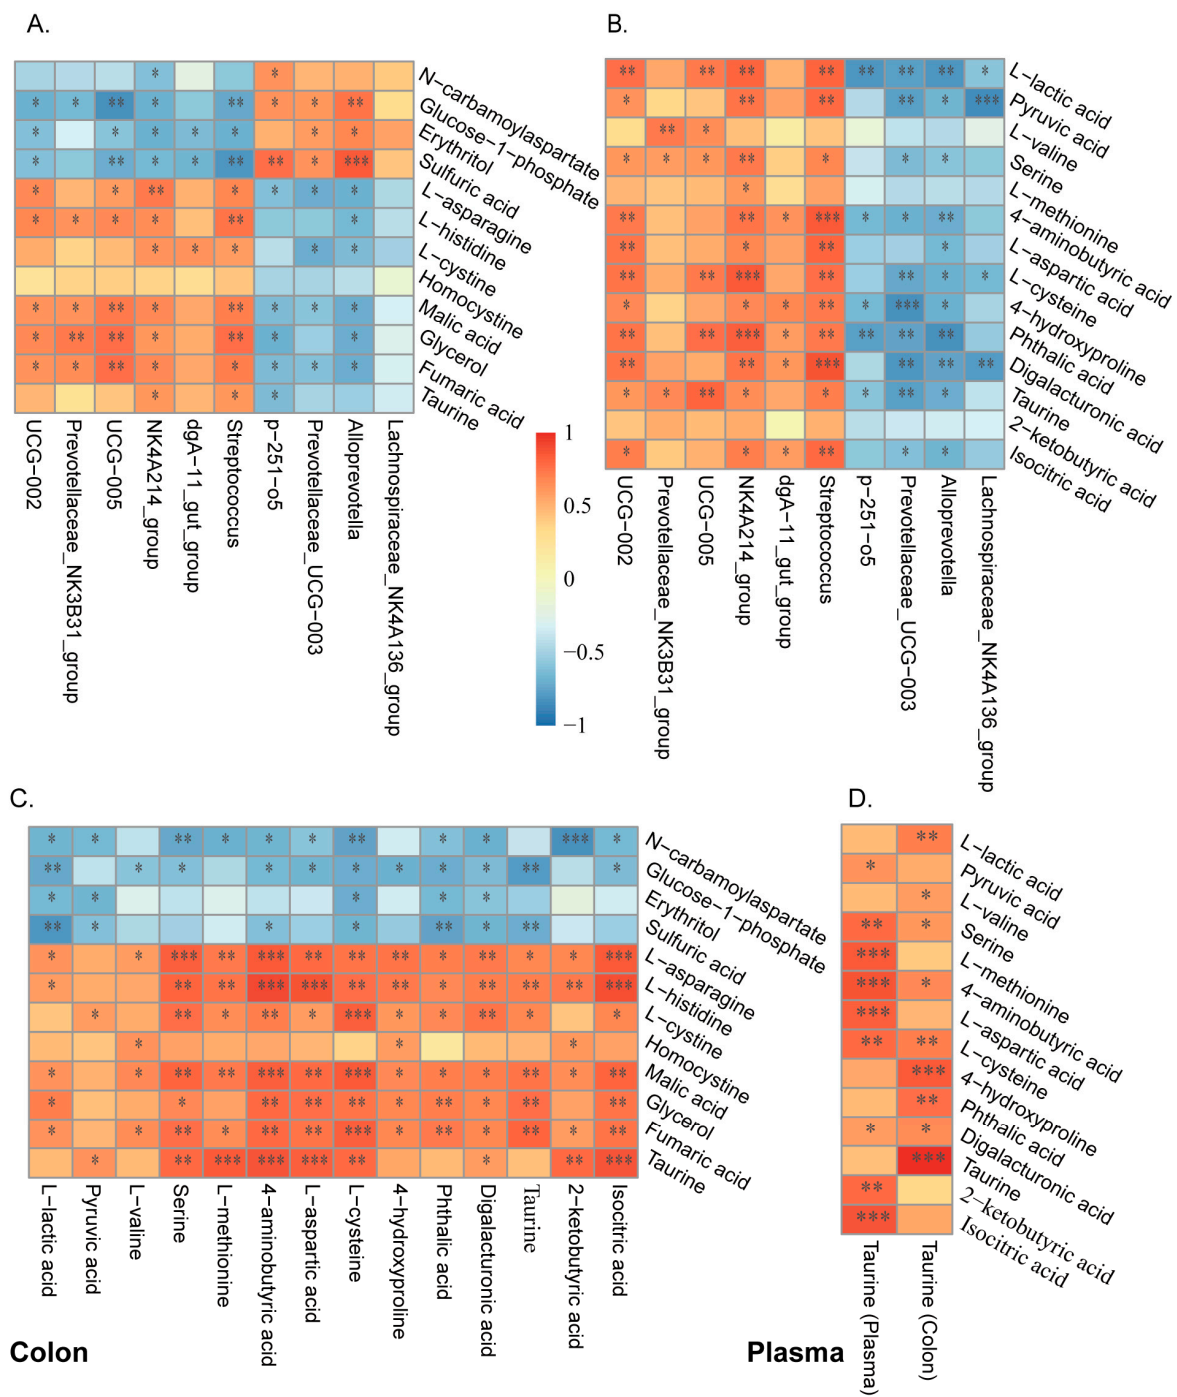 A.
* *
N−carbamoylaspartate
* * ** * ** * * **
Glucose−1−phosphate
* * * * * * *
Erythritol
* ** * * ** ** * ***
Sulfuric acid
* * ** * * * *
L−asparagine
* * * * ** *
L−histidine
* * * * *
L−cystine
Homocystine
* * ** * ** * * *
Malic acid
* ** ** * ** * *
Glycerol
* * ** * * * * *
Fumaric acid
* * *
Taurine
UCG−002
Prevotellaceae_NK3B31_group
UCG−005
NK4A214_group
dgA−11_gut_group
Streptococcus
p−251−o5
Prevotellaceae_UCG−003
Alloprevotella
Lachnospiraceae_NK4A136_group
1
0.5
0
−0.5
−1
B.
** ** ** ** ** ** ** *
L−lactic acid
* ** ** ** * ***
Pyruvic acid
** *
L−valine
* * * ** * * *
Serine
*
L−methionine
** ** * *** * * **
4−aminobutyric acid
** * ** *
L−aspartic acid
** ** *** ** ** * *
L−cysteine
* * * ** * *** *
4−hydroxyproline
** ** *** * ** ** ** **
Phthalic acid
** ** * *** ** ** **
Digalacturonic acid
* * ** * * * ** *
Taurine
2−ketobutyric acid
* * * ** * *
Isocitric acid
UCG−002
Prevotellaceae_NK3B31_group
UCG−005
NK4A214_group
dgA−11_gut_group
Streptococcus
p−251−o5
Prevotellaceae_UCG−003
Alloprevotella
Lachnospiraceae_NK4A136_group
C.
* * ** * * * ** * * *** *
N−carbamoylaspartate
** * * * * * * * * ** *
Glucose−1−phosphate
* * * * *
Erythritol
** * * * ** * **
Sulfuric acid
* * *** ** *** ** ** ** * * * * ***
L−asparagine
* ** ** *** *** ** ** * ** ** ** ***
L−histidine
* ** * ** * *** * * ** * *
L−cystine
* * *
Homocystine
* * ** ** *** ** *** * * * ** * **
Malic acid
* * ** ** ** * ** * ** **
Glycerol
* * ** * ** ** *** * ** * ** * **
Fumaric acid
* ** *** *** *** ** * ** ***
Taurine
L−lactic acid
Pyruvic acid
L−valine
Serine
L−methionine
4−aminobutyric acid
L−aspartic acid
L−cysteine
4−hydroxyproline
Phthalic acid
Digalacturonic acid
Taurine
2−ketobutyric acid
Isocitric acid
Colon
D.
**
L−lactic acid
*
Pyruvic acid
*
L−valine
** *
Serine
***
L−methionine
*** *
4−aminobutyric acid
***
L−aspartic acid
** **
L−cysteine
***
4−hydroxyproline
**
Phthalic acid
* *
Digalacturonic acid
***
Taurine
**
2−ketobutyric acid
***
Isocitric acid
Taurine (Plasma)
Taurine (Colon)
Plasma